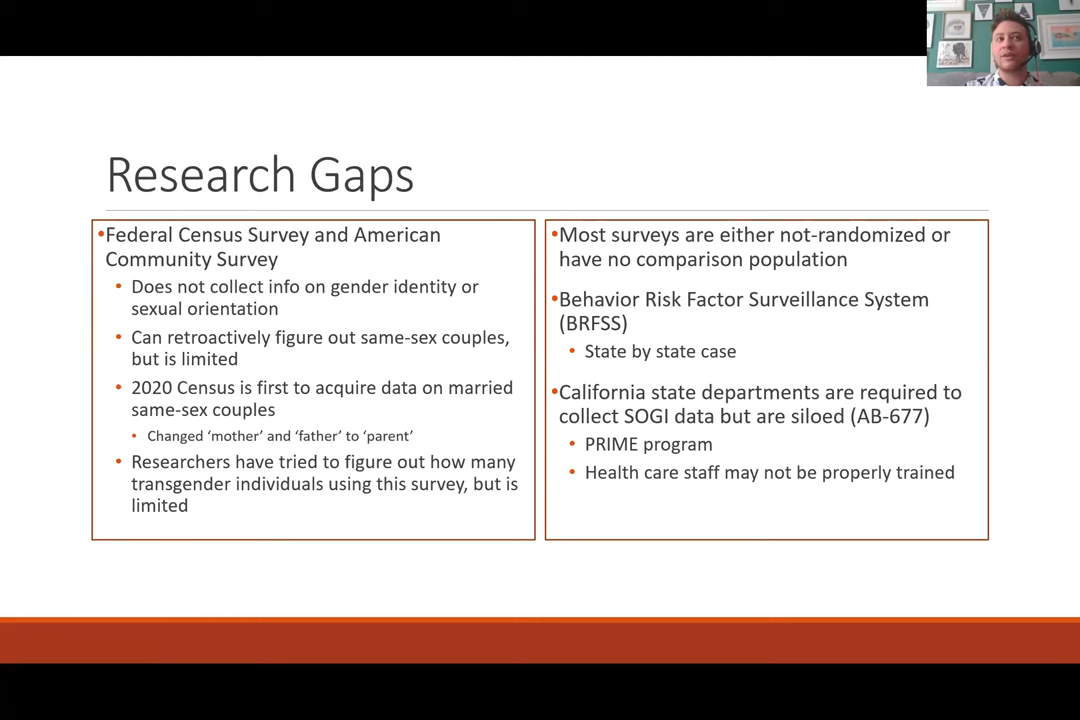 Research Gaps
•Federal Census Survey and American
Community Survey
• Does not collect info on gender identity or
sexual orientation
• Can retroactively figure out same-sex couples,
but is limited
• 2020 Census is first to acquire data on married
same-sex couples
• Changed ‘mother’ and ‘father’ to ‘parent’
• Researchers have tried to figure out how many
transgender individuals using this survey, but is
limited
•Most surveys are either not-randomized or
have no comparison population
•Behavior Risk Factor Surveillance System
(BRFSS)
• State by state case
•California state departments are required to
collect SOGI data but are siloed (AB-677)
• PRIME program
• Health care staff may not be properly trained